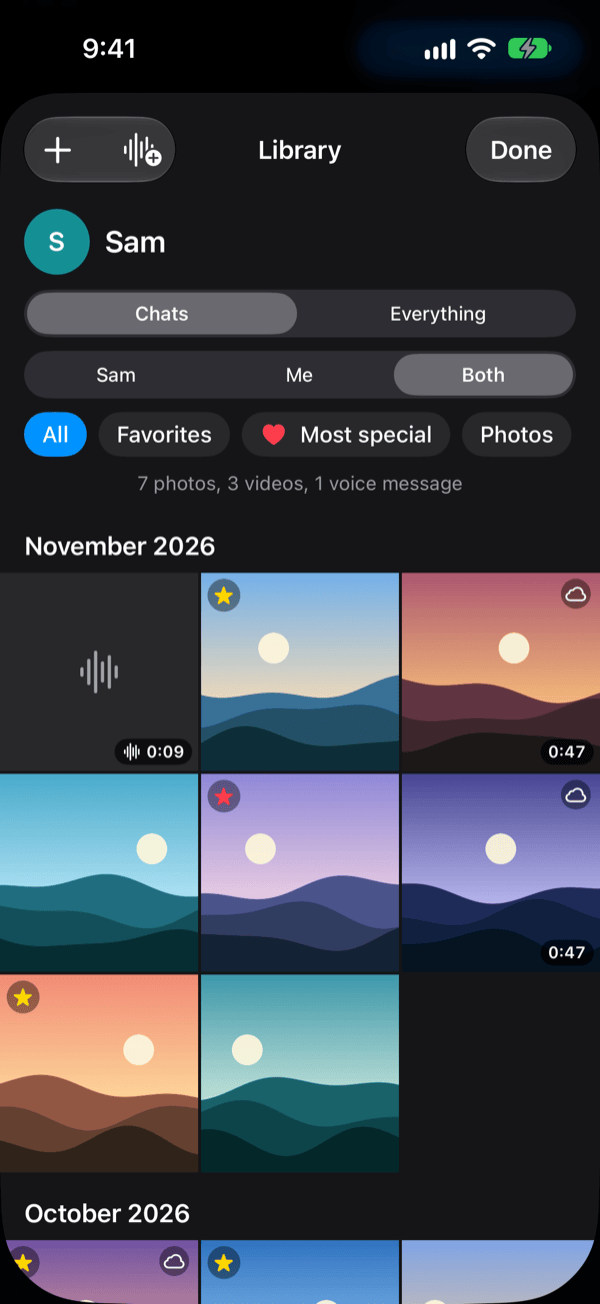 9:41
Library
Done
S
Sam
Chats
Everything
Sam
Me
Both
All
Favorites
Most special
Photos
7 photos, 3 videos, 1 voice message
November 2026
0:09
0:47
0:47
October 2026